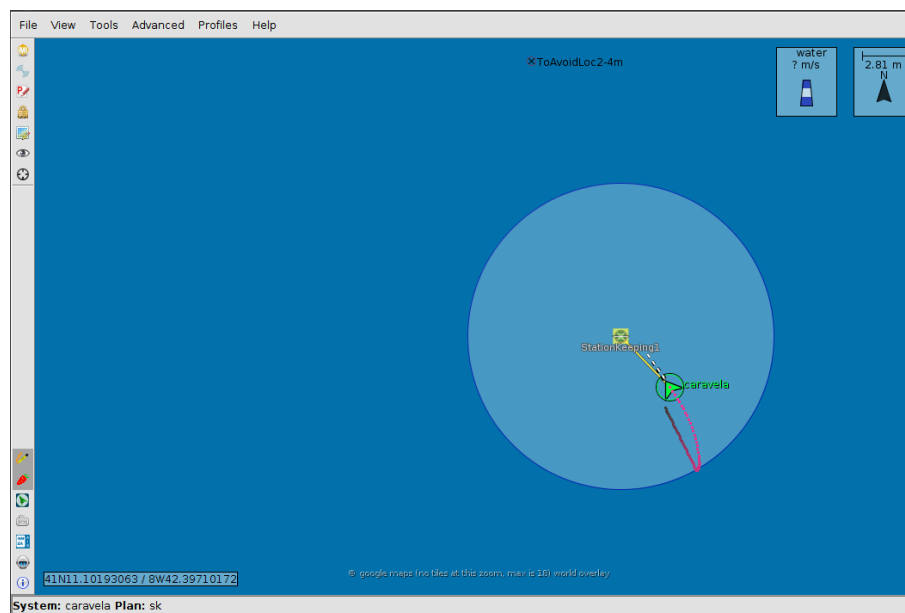 File View Tools Advanced Profiles Help
ToAvoidLoc2-4m
water
? m/s
2.81 m
N
StationKeeping1
caravela
41N11.10193063 / 8W42.39710172
© google maps (no tiles at this zoom, max is 18) world overlay
System: caravela Plan: sk